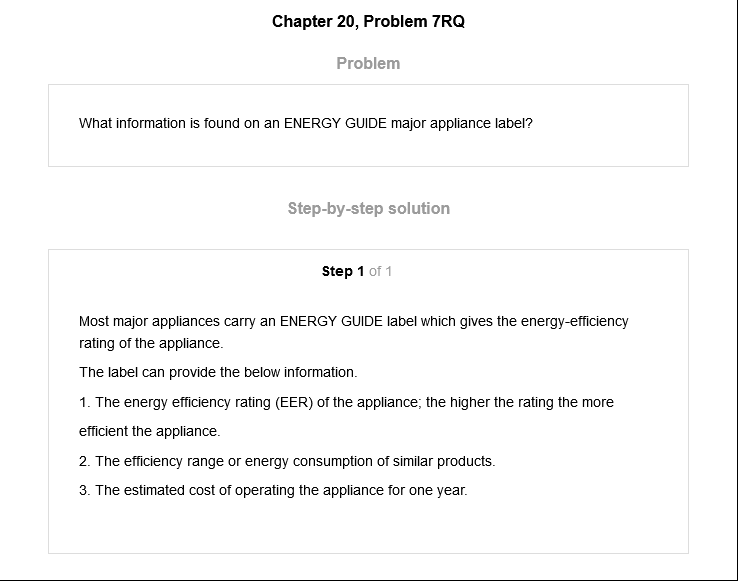 Chapter 20, Problem 7RQ
Problem
What information is found on an ENERGY GUIDE major appliance label?
Step-by-step solution
Step 1 of 1
Most major appliances carry an ENERGY GUIDE label which gives the energy-efficiency
rating of the appliance.
The label can provide the below information.
1. The energy efficiency rating (EER) of the appliance; the higher the rating the more
efficient the appliance.
2. The efficiency range or energy consumption of similar products.
3. The estimated cost of operating the appliance for one year.